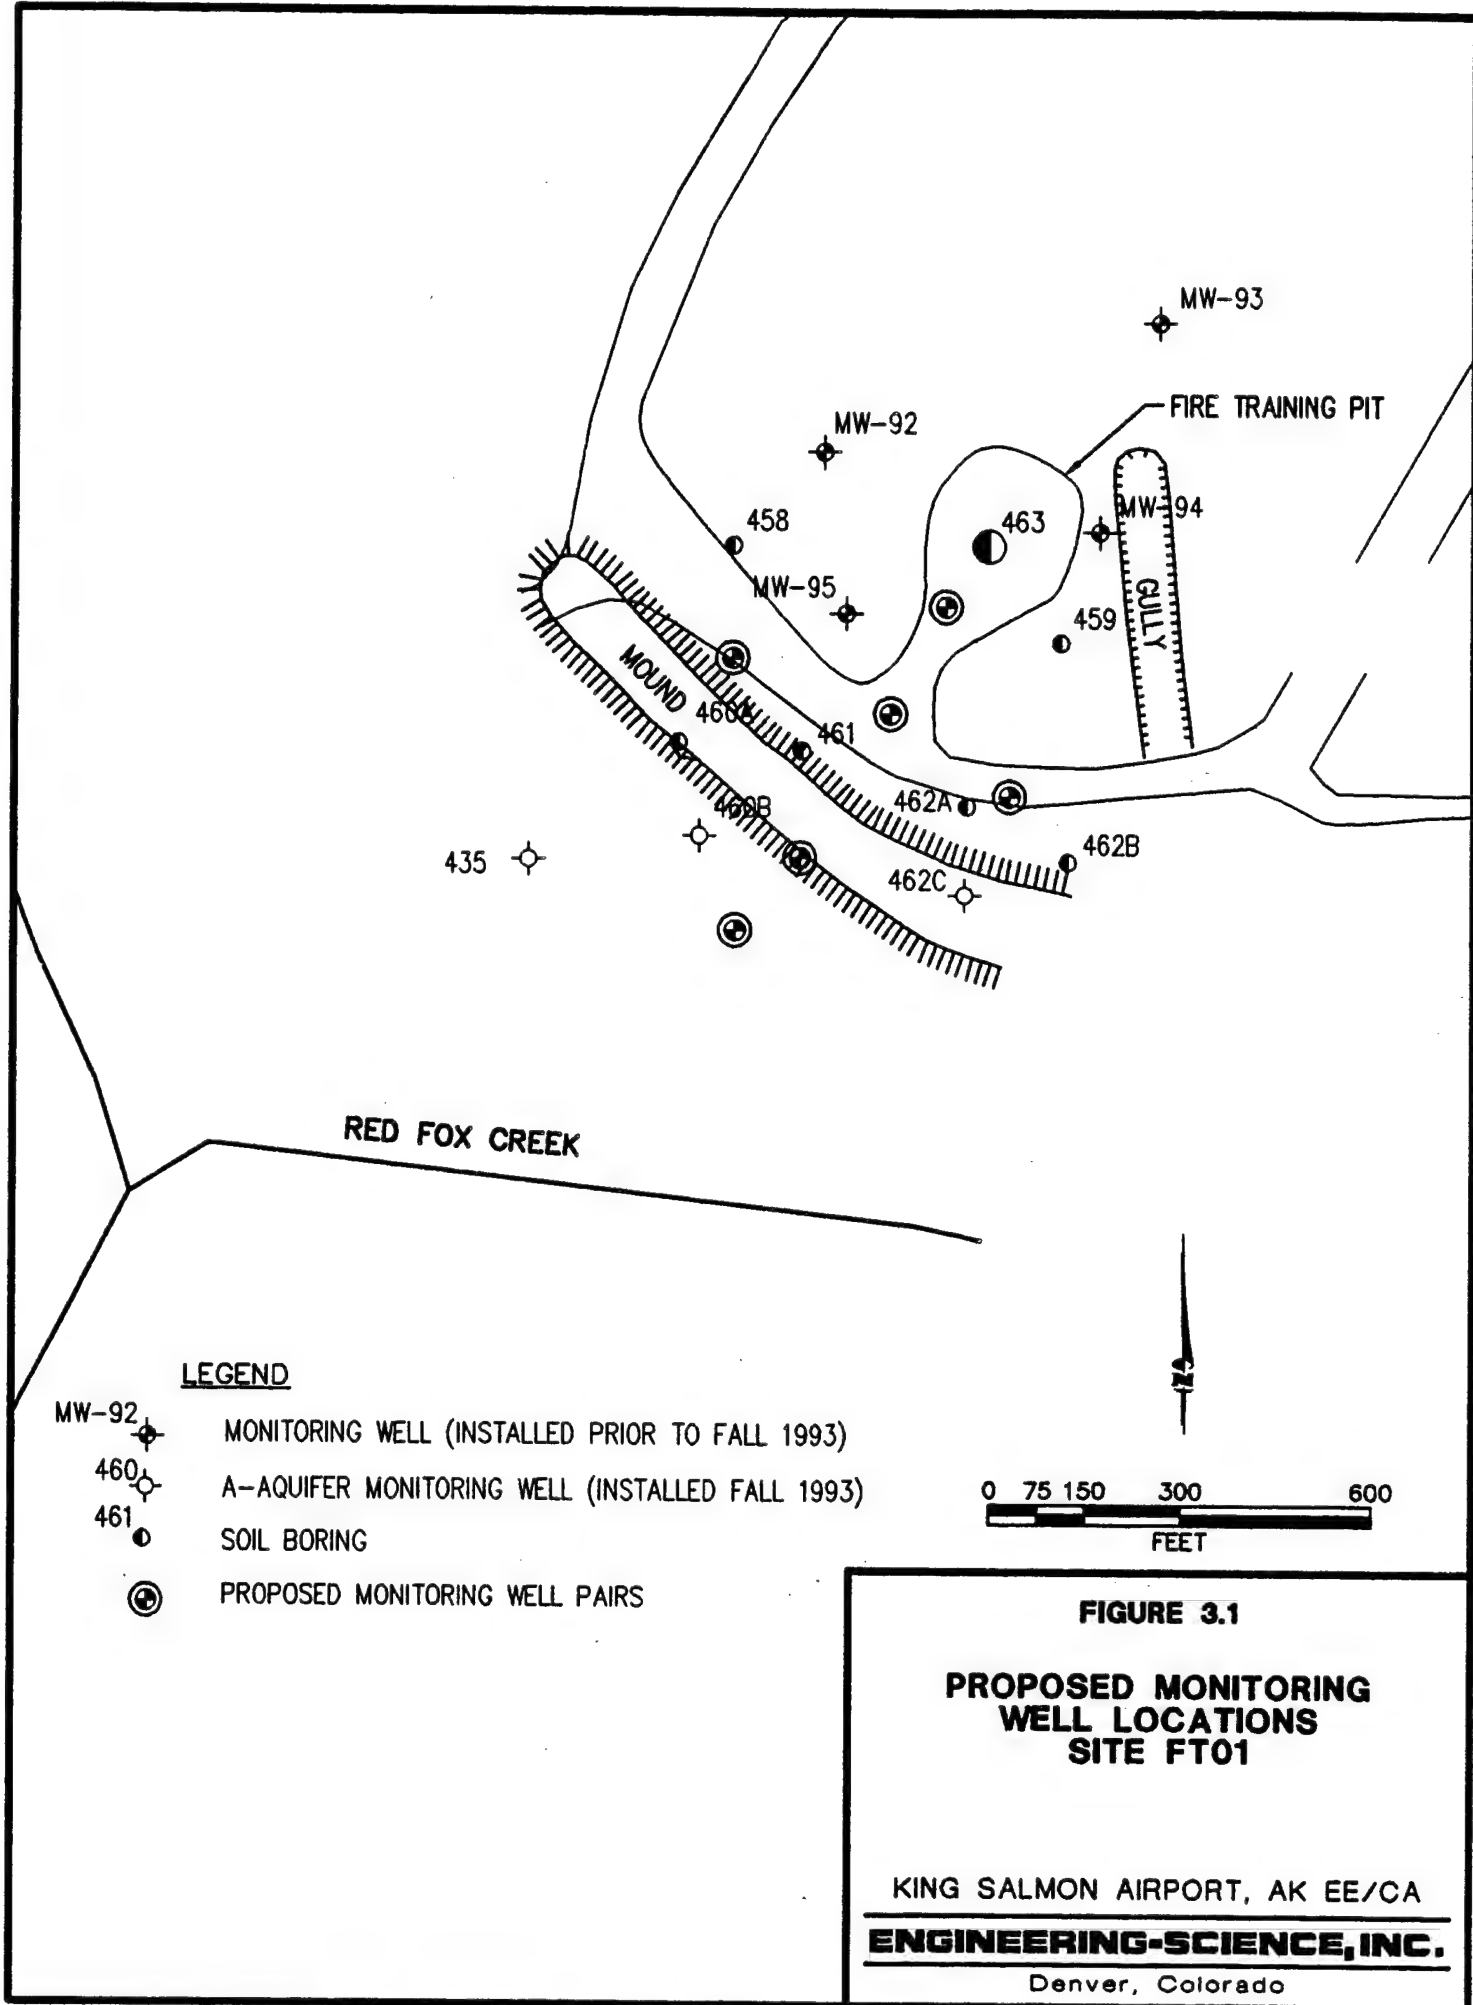 MW-93
FIRE TRAINING PIT
MW-92
MW-94
463
458
MW-95
GULLY
459
MOUND
461
460B
462A
462B
435
462C
RED FOX CREEK
N
LEGEND
MW-92
MONITORING WELL (INSTALLED PRIOR TO FALL 1993)
460
A-AQUIFER MONITORING WELL (INSTALLED FALL 1993)
461
SOIL BORING
PROPOSED MONITORING WELL PAIRS
0 75 150 300 600
FEET
FIGURE 3.1
PROPOSED MONITORING
WELL LOCATIONS
SITE FT01
KING SALMON AIRPORT, AK EE/CA
ENGINEERING-SCIENCE, INC.
Denver, Colorado